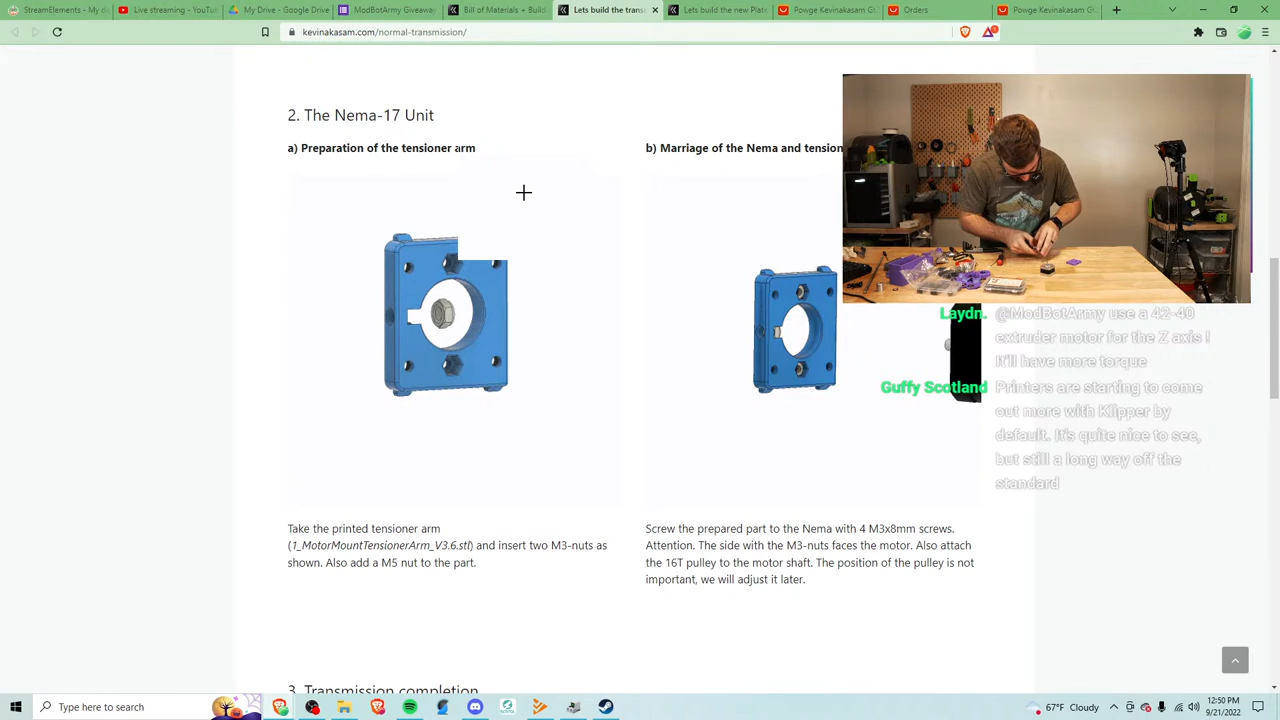 StreamElements - My da
Live streaming - YouTu
My Drive - Google Drive
ModBotArmy Giveaway
Bill of Materials + Build
Lets build the trans
Lets build the new Plati
Powge Kevinakasam GT
Orders
Powge Kevinakasam GT
kevinakasam.com/normal-transmission/
2. The Nema-17 Unit
a) Preparation of the tensioner arm
b) Marriage of the Nema and tension
Laydn. @ModBotArmy use a 42-40
extruder motor for the Z axis !
It'll have more torque
Guffy Scotland Printers are starting to come
out more with Klipper by
default. It's quite nice to see,
but still a long way off the
standard
Take the printed tensioner arm
(1_MotorMountTensionerArm_V3.6.stl) and insert two M3-nuts as
shown. Also add a M5 nut to the part.
Screw the prepared part to the Nema with 4 M3x8mm screws.
Attention. The side with the M3-nuts faces the motor. Also attach
the 16T pulley to the motor shaft. The position of the pulley is not
important, we will adjust it later.
3. Transmission completion
Type here to search
67°F Cloudy
12:50 PM
9/21/2022